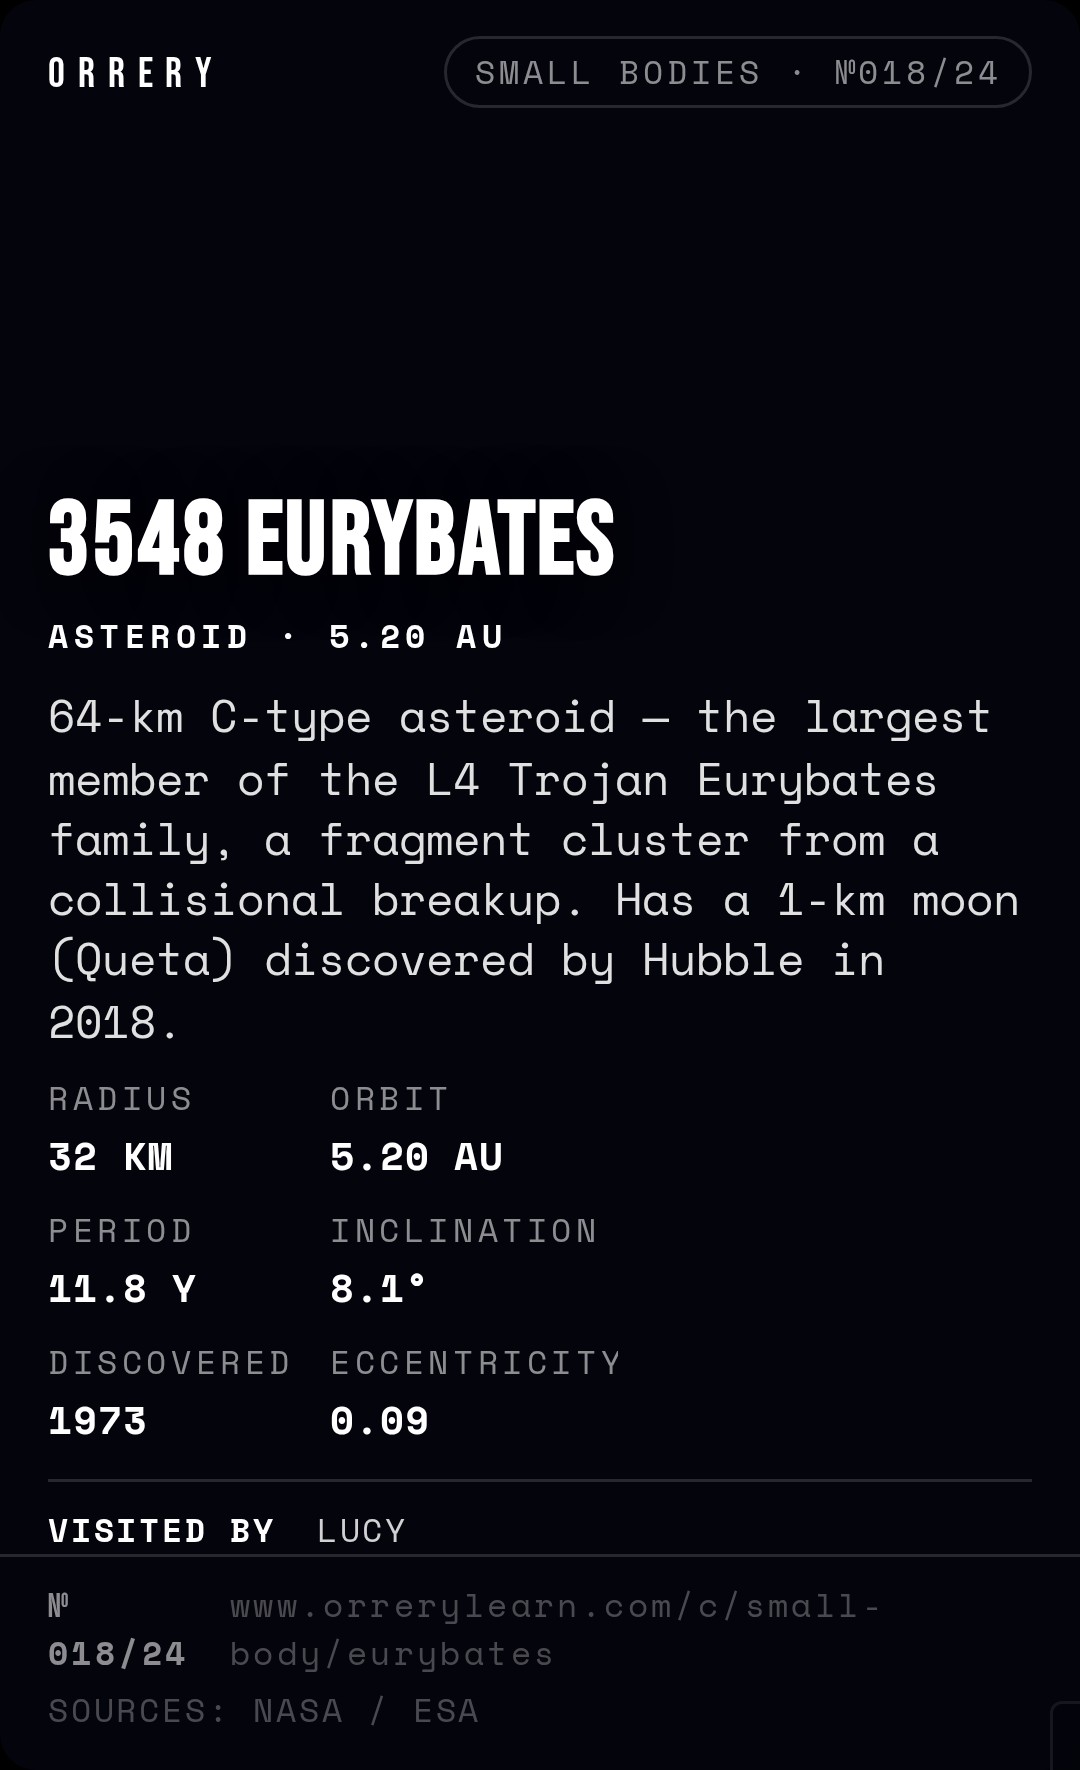 ORRERY
SMALL BODIES · №018/24
3548 EURYBATES
ASTEROID · 5.20 AU
64-km C-type asteroid — the largest
member of the L4 Trojan Eurybates
family, a fragment cluster from a
collisional breakup. Has a 1-km moon
(Queta) discovered by Hubble in
2018.
RADIUS ORBIT
32 KM 5.20 AU
PERIOD INCLINATION
11.8 Y 8.1°
DISCOVERED ECCENTRICITY
1973 0.09
VISITED BY LUCY
№ www.orrerylearn.com/c/small-
018/24 body/eurybates
SOURCES: NASA / ESA